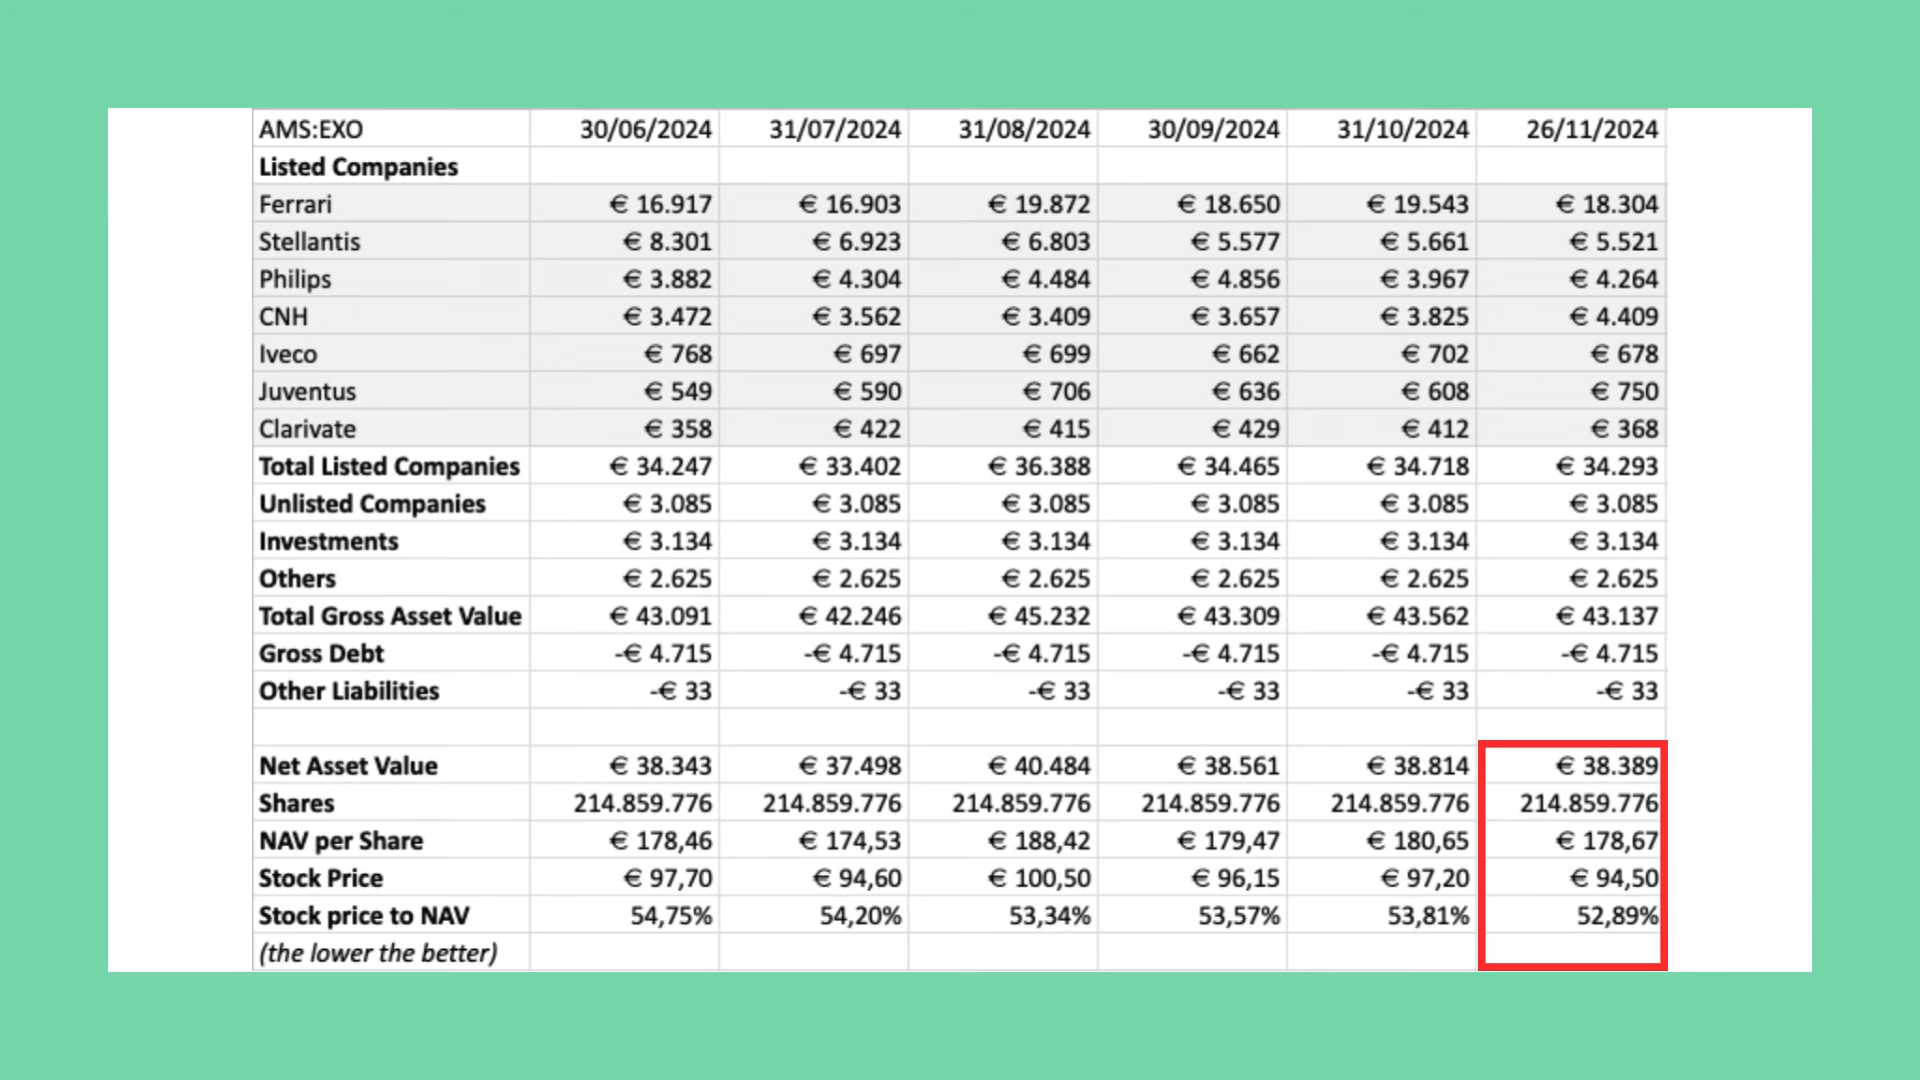 AMS:EXO 30/06/2024 31/07/2024 31/08/2024 30/09/2024 31/10/2024 26/11/2024
Listed Companies
Ferrari € 16.917 € 16.903 € 19.872 € 18.650 € 19.543 € 18.304
Stellantis € 8.301 € 6.923 € 6.803 € 5.577 € 5.661 € 5.521
Philips € 3.882 € 4.304 € 4.484 € 4.856 € 3.967 € 4.264
CNH € 3.472 € 3.562 € 3.409 € 3.657 € 3.825 € 4.409
Iveco € 768 € 697 € 699 € 662 € 702 € 678
Juventus € 549 € 590 € 706 € 636 € 608 € 750
Clarivate € 358 € 422 € 415 € 429 € 412 € 368
Total Listed Companies € 34.247 € 33.402 € 36.388 € 34.465 € 34.718 € 34.293
Unlisted Companies € 3.085 € 3.085 € 3.085 € 3.085 € 3.085 € 3.085
Investments € 3.134 € 3.134 € 3.134 € 3.134 € 3.134 € 3.134
Others € 2.625 € 2.625 € 2.625 € 2.625 € 2.625 € 2.625
Total Gross Asset Value € 43.091 € 42.246 € 45.232 € 43.309 € 43.562 € 43.137
Gross Debt -€ 4.715 -€ 4.715 -€ 4.715 -€ 4.715 -€ 4.715 -€ 4.715
Other Liabilities -€ 33 -€ 33 -€ 33 -€ 33 -€ 33 -€ 33
Net Asset Value € 38.343 € 37.498 € 40.484 € 38.561 € 38.814 € 38.389
Shares 214.859.776 214.859.776 214.859.776 214.859.776 214.859.776 214.859.776
NAV per Share € 178,46 € 174,53 € 188,42 € 179,47 € 180,65 € 178,67
Stock Price € 97,70 € 94,60 € 100,50 € 96,15 € 97,20 € 94,50
Stock price to NAV 54,75% 54,20% 53,34% 53,57% 53,81% 52,89%
(the lower the better)